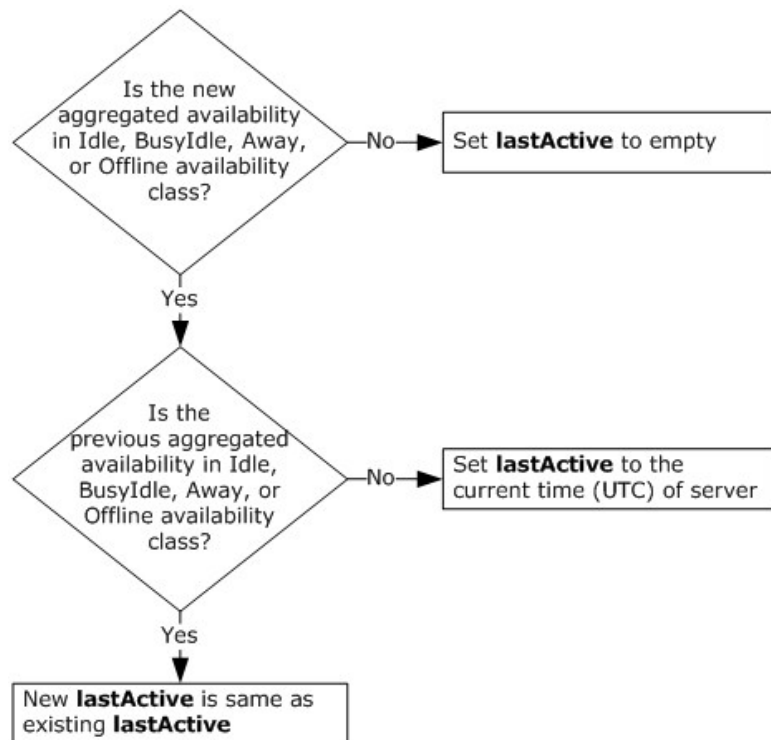 Is the new
aggregated availability
in Idle, BusyIdle, Away,
or Offline availability
class?
No
Set lastActive to empty
Yes
Is the
previous aggregated
availability in Idle,
BusyIdle, Away, or
Offline availability
class?
No
Set lastActive to the
current time (UTC) of server
Yes
New lastActive is same as
existing lastActive